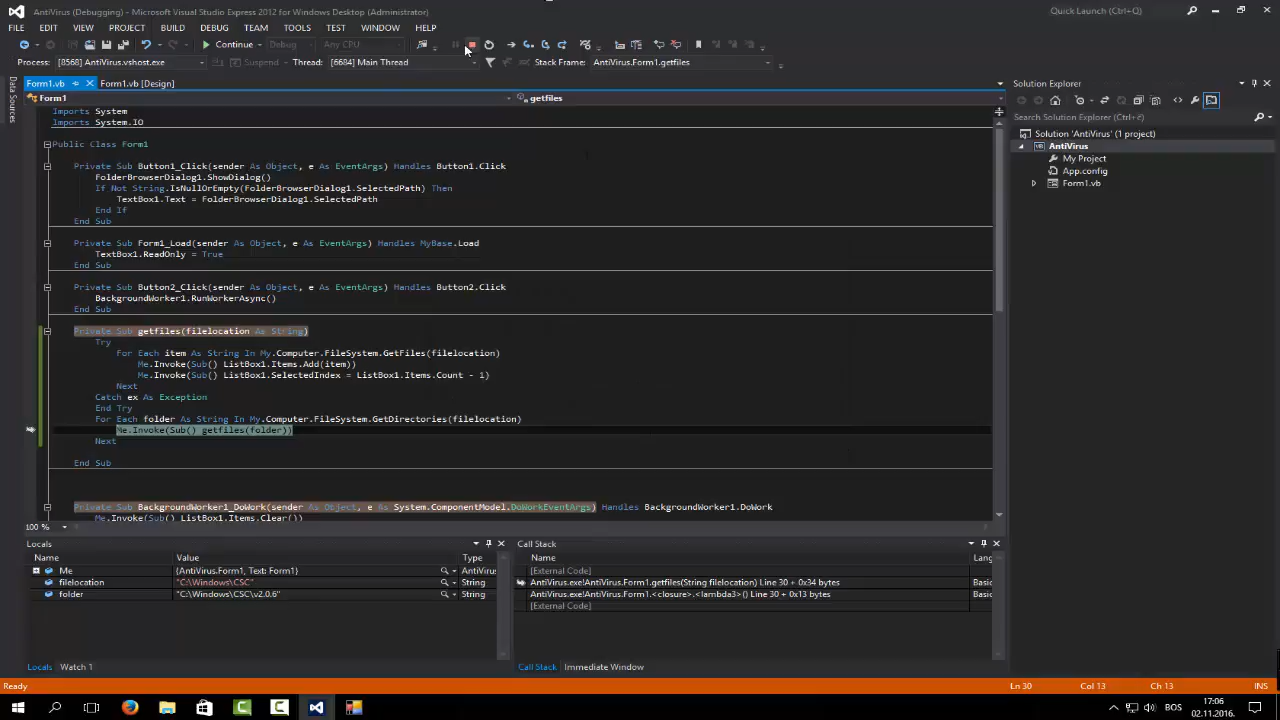 AntiVirus (Debugging) - Microsoft Visual Studio Express 2012 for Windows Desktop (Administrator)
Quick Launch (Ctrl+Q)
FILE EDIT VIEW PROJECT BUILD DEBUG TEAM TOOLS TEST WINDOW HELP
Continue Debug Any CPU
Process: [8568] AntiVirus.vshost.exe Suspend Thread: [6684] Main Thread Stack Frame: AntiVirus.Form1.getfiles
Data Sources
Form1.vb Form1.vb [Design]
Form1 getfiles
Imports System
Imports System.IO
Public Class Form1
Private Sub Button1_Click(sender As Object, e As EventArgs) Handles Button1.Click
FolderBrowserDialog1.ShowDialog()
If Not String.IsNullOrEmpty(FolderBrowserDialog1.SelectedPath) Then
TextBox1.Text = FolderBrowserDialog1.SelectedPath
End If
End Sub
Private Sub Form1_Load(sender As Object, e As EventArgs) Handles MyBase.Load
TextBox1.ReadOnly = True
End Sub
Private Sub Button2_Click(sender As Object, e As EventArgs) Handles Button2.Click
BackgroundWorker1.RunWorkerAsync()
End Sub
Private Sub getfiles(filelocation As String)
Try
For Each item As String In My.Computer.FileSystem.GetFiles(filelocation)
Me.Invoke(Sub() ListBox1.Items.Add(item))
Me.Invoke(Sub() ListBox1.SelectedIndex = ListBox1.Items.Count - 1)
Next
Catch ex As Exception
End Try
For Each folder As String In My.Computer.FileSystem.GetDirectories(filelocation)
Me.Invoke(Sub() getfiles(folder))
Next
End Sub
Private Sub BackgroundWorker1_DoWork(sender As Object, e As System.ComponentModel.DoWorkEventArgs) Handles BackgroundWorker1.DoWork
Me.Invoke(Sub() ListBox1.Items.Clear())
100 %
Solution Explorer
Search Solution Explorer
Solution 'AntiVirus' (1 project)
VB AntiVirus
My Project
App.config
Form1.vb
Locals
Name Value Type
Me {AntiVirus.Form1, Text: Form1} AntiVirus
filelocation "C:\Windows\CSC" String
folder "C:\Windows\CSC\v2.0.6" String
Locals Watch 1
Call Stack
Name Lang
[External Code]
AntiVirus.exe!AntiVirus.Form1.getfiles(String filelocation) Line 30 + 0x34 bytes Basic
AntiVirus.exe!AntiVirus.Form1.<closure>.<lambda3>() Line 30 + 0x13 bytes Basic
[External Code]
Call Stack Immediate Window
Ready Ln 30 Col 13 Ch 13 INS
BOS 17:06
02.11.2016.